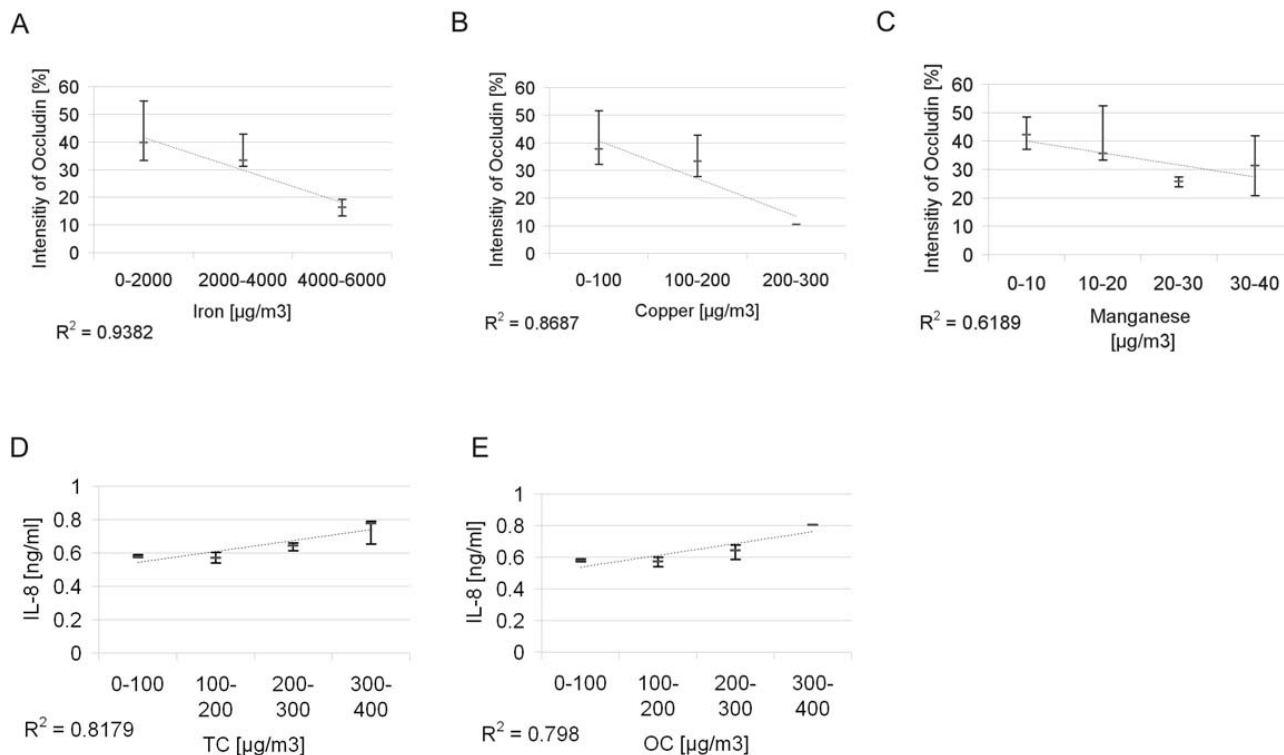 A
Intensitiy of Occludin [%]
60
50
40
30
20
10
0
0-2000 2000-4000 4000-6000
Iron [µg/m3]
R² = 0.9382
B
Intensitiy of Occludin [%]
60
50
40
30
20
10
0
0-100 100-200 200-300
Copper [µg/m3]
R² = 0.8687
C
Intensitiy of Occludin [%]
60
50
40
30
20
10
0
0-10 10-20 20-30 30-40
Manganese
[µg/m3]
R² = 0.6189
D
IL-8 [ng/ml]
1
0.8
0.6
0.4
0.2
0
0-100 100- 200- 300-
200 300 400
TC [µg/m3]
R² = 0.8179
E
IL-8 [ng/ml]
1
0.8
0.6
0.4
0.2
0
0-100 100- 200- 300-
200 300 400
OC [µg/m3]
R² = 0.798